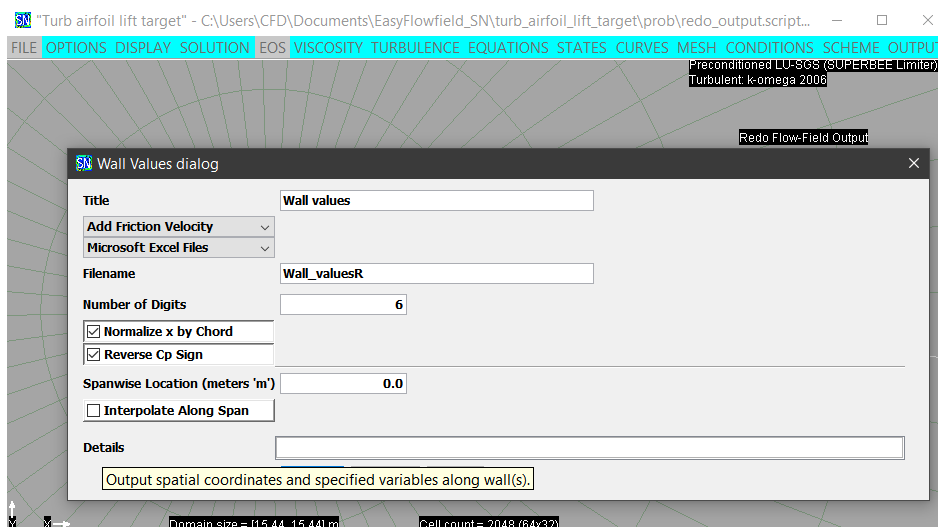 SN "Turb airfoil lift target" - C:\Users\CFD\Documents\EasyFlowfield_SN\turb_airfoil_lift_target\prob\redo_output.script...
FILE OPTIONS DISPLAY SOLUTION EOS VISCOSITY TURBULENCE EQUATIONS STATES CURVES MESH CONDITIONS SCHEME OUTPUT
Preconditioned LU-SGS (SUPERBEE Limiter)
Turbulent: k-omega 2006
Redo Flow-Field Output
SN Wall Values dialog
Title Wall values
Add Friction Velocity
Microsoft Excel Files
Filename Wall_valuesR
Number of Digits 6
Normalize x by Chord
Reverse Cp Sign
Spanwise Location (meters 'm') 0.0
Interpolate Along Span
Details
Output spatial coordinates and specified variables along wall(s).
Y X Domain size = [15.44, 15.44] m Cell count = 2048 (64x32)